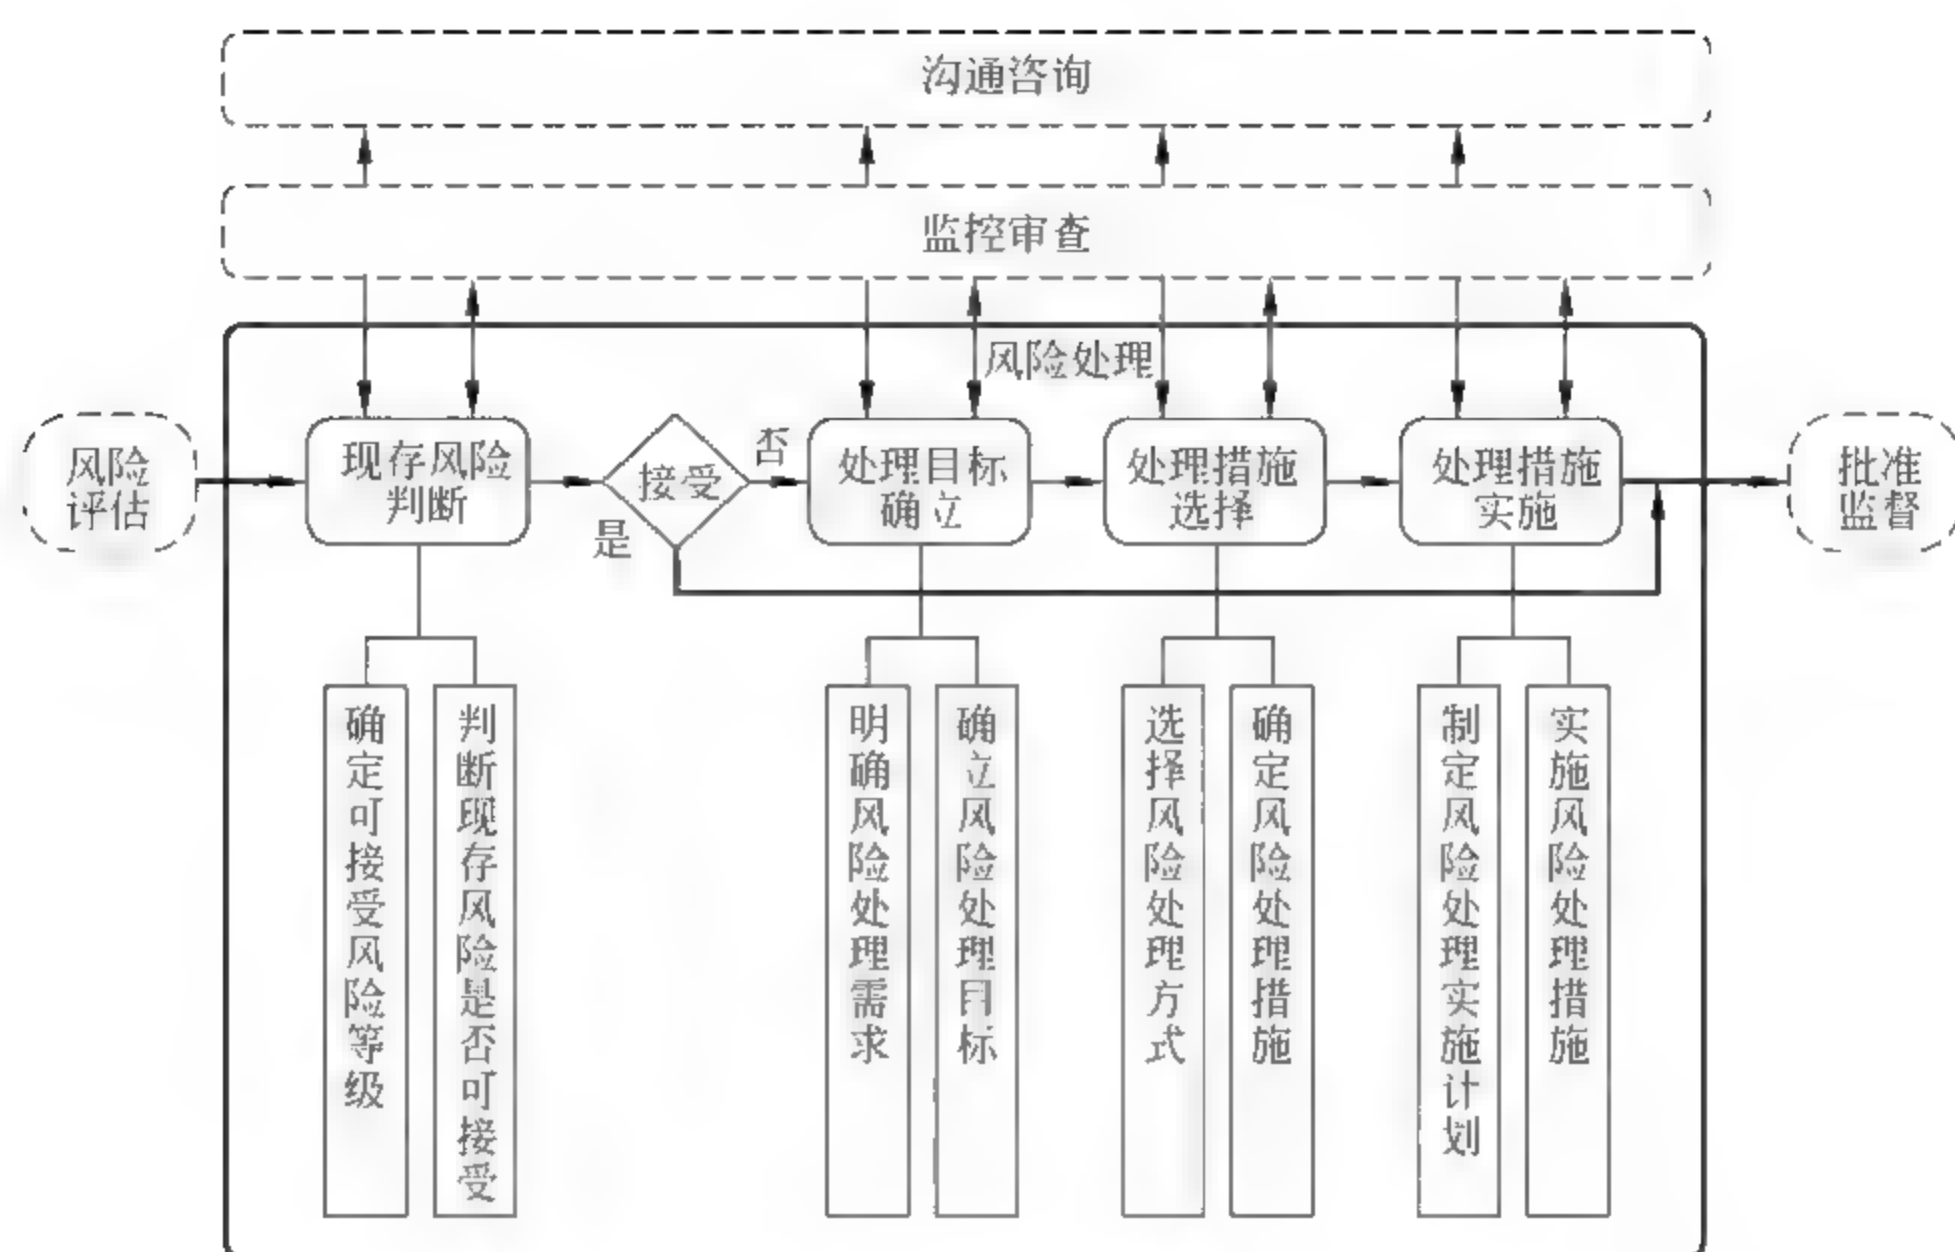 沟通咨询
监控审查
风险处理
风险
评估
现存风险
判断
接受
否
是
处理目标
确立
处理措施
选择
处理措施
实施
批准
监督
确定可接受风险等级
判断现存风险是否可接受
明确风险处理需求
确立风险处理目标
选择风险处理方式
确定风险处理措施
制定风险处理实施计划
实施风险处理措施